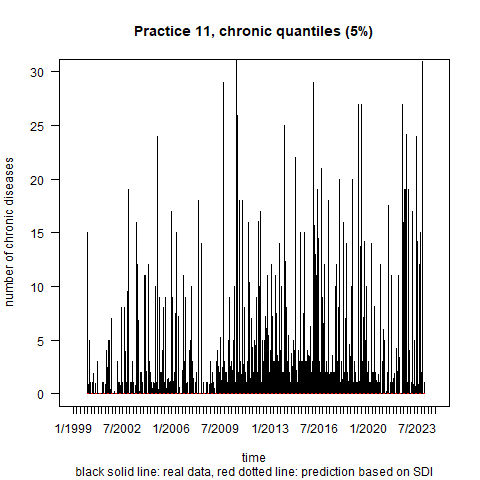 Practice 11, chronic quantiles (5%)
number of chronic diseases
30
25
20
15
10
5
0
1/1999 7/2002 1/2006 7/2009 1/2013 7/2016 1/2020 7/2023
time
black solid line: real data, red dotted line: prediction based on SDI